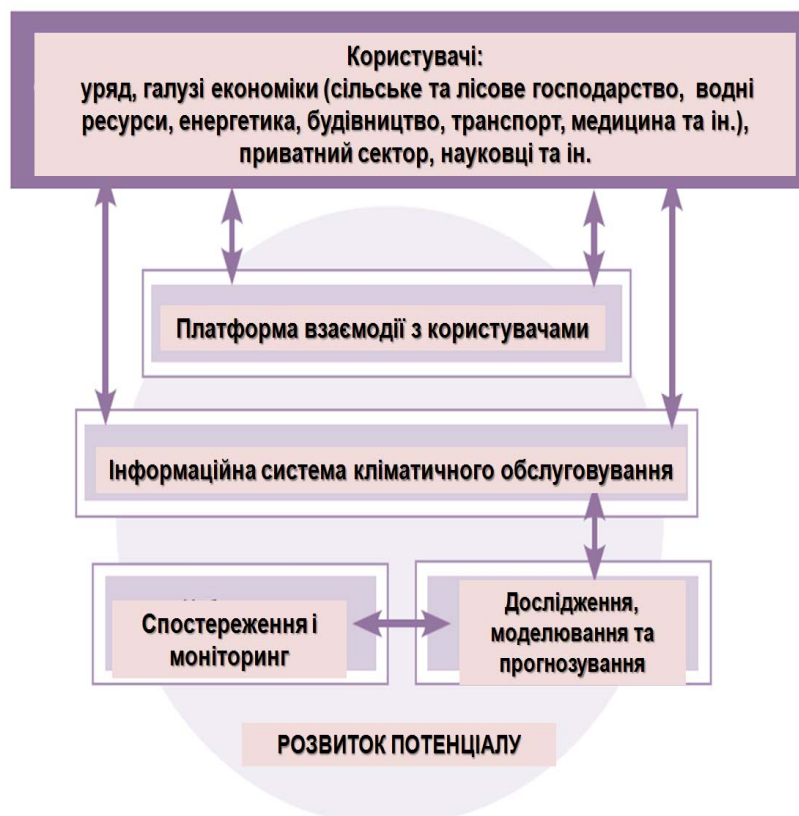 Користувачі:
уряд, галузі економіки (сільське та лісове господарство, водні
ресурси, енергетика, будівництво, транспорт, медицина та ін.),
приватний сектор, науковці та ін.
Платформа взаємодії з користувачами
Інформаційна система кліматичного обслуговування
Спостереження і
моніторинг
Дослідження,
моделювання та
прогнозування
РОЗВИТОК ПОТЕНЦІАЛУ